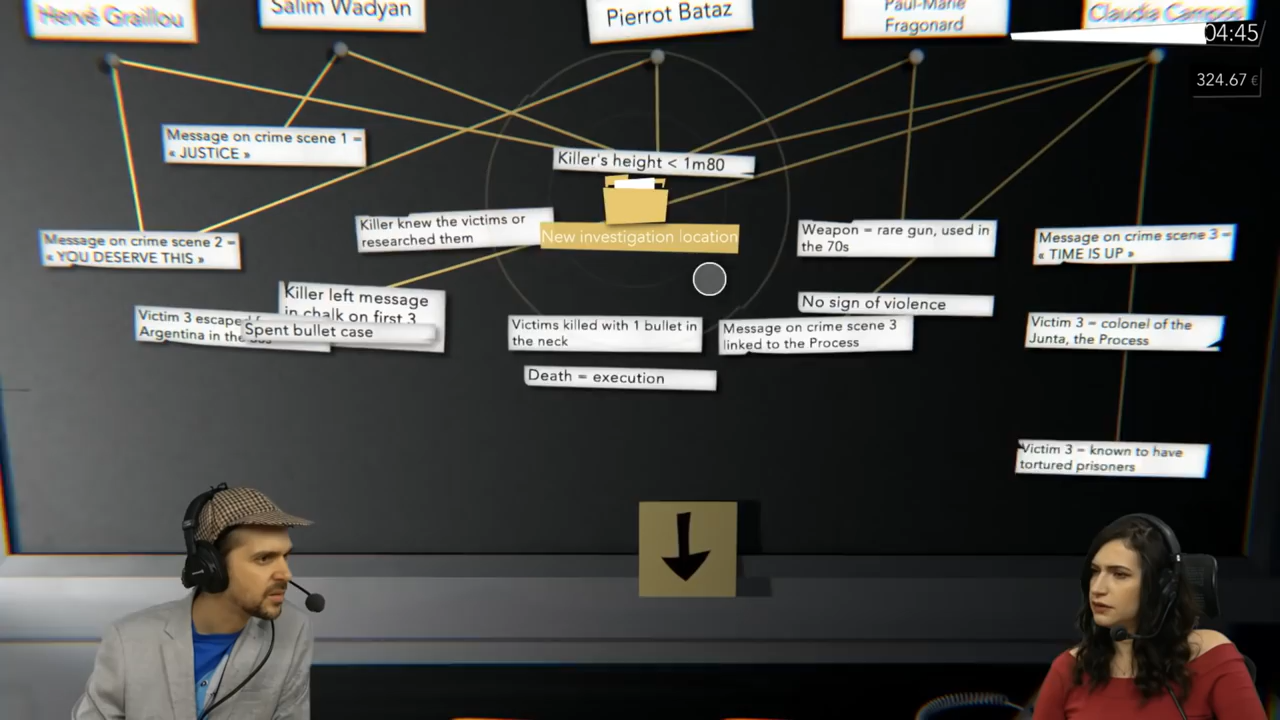 Hervé Graillou
Salim Wadyan
Pierrot Bataz
Paul-Marie
Fragonard
Claudia Campos
04:45
324.67 €
Message on crime scene 1 =
« JUSTICE »
Killer's height < 1m80
Killer knew the victims or
researched them
New investigation location
Weapon = rare gun, used in
the 70s
Message on crime scene 2 =
« YOU DESERVE THIS »
Message on crime scene 3 =
« TIME IS UP »
Killer left message
in chalk on first 3
No sign of violence
Victim 3 escaped
Argentina in the
Spent bullet case
Victims killed with 1 bullet in
the neck
Message on crime scene 3
linked to the Process
Victim 3 = colonel of the
Junta, the Process
Death = execution
Victim 3 = known to have
tortured prisoners